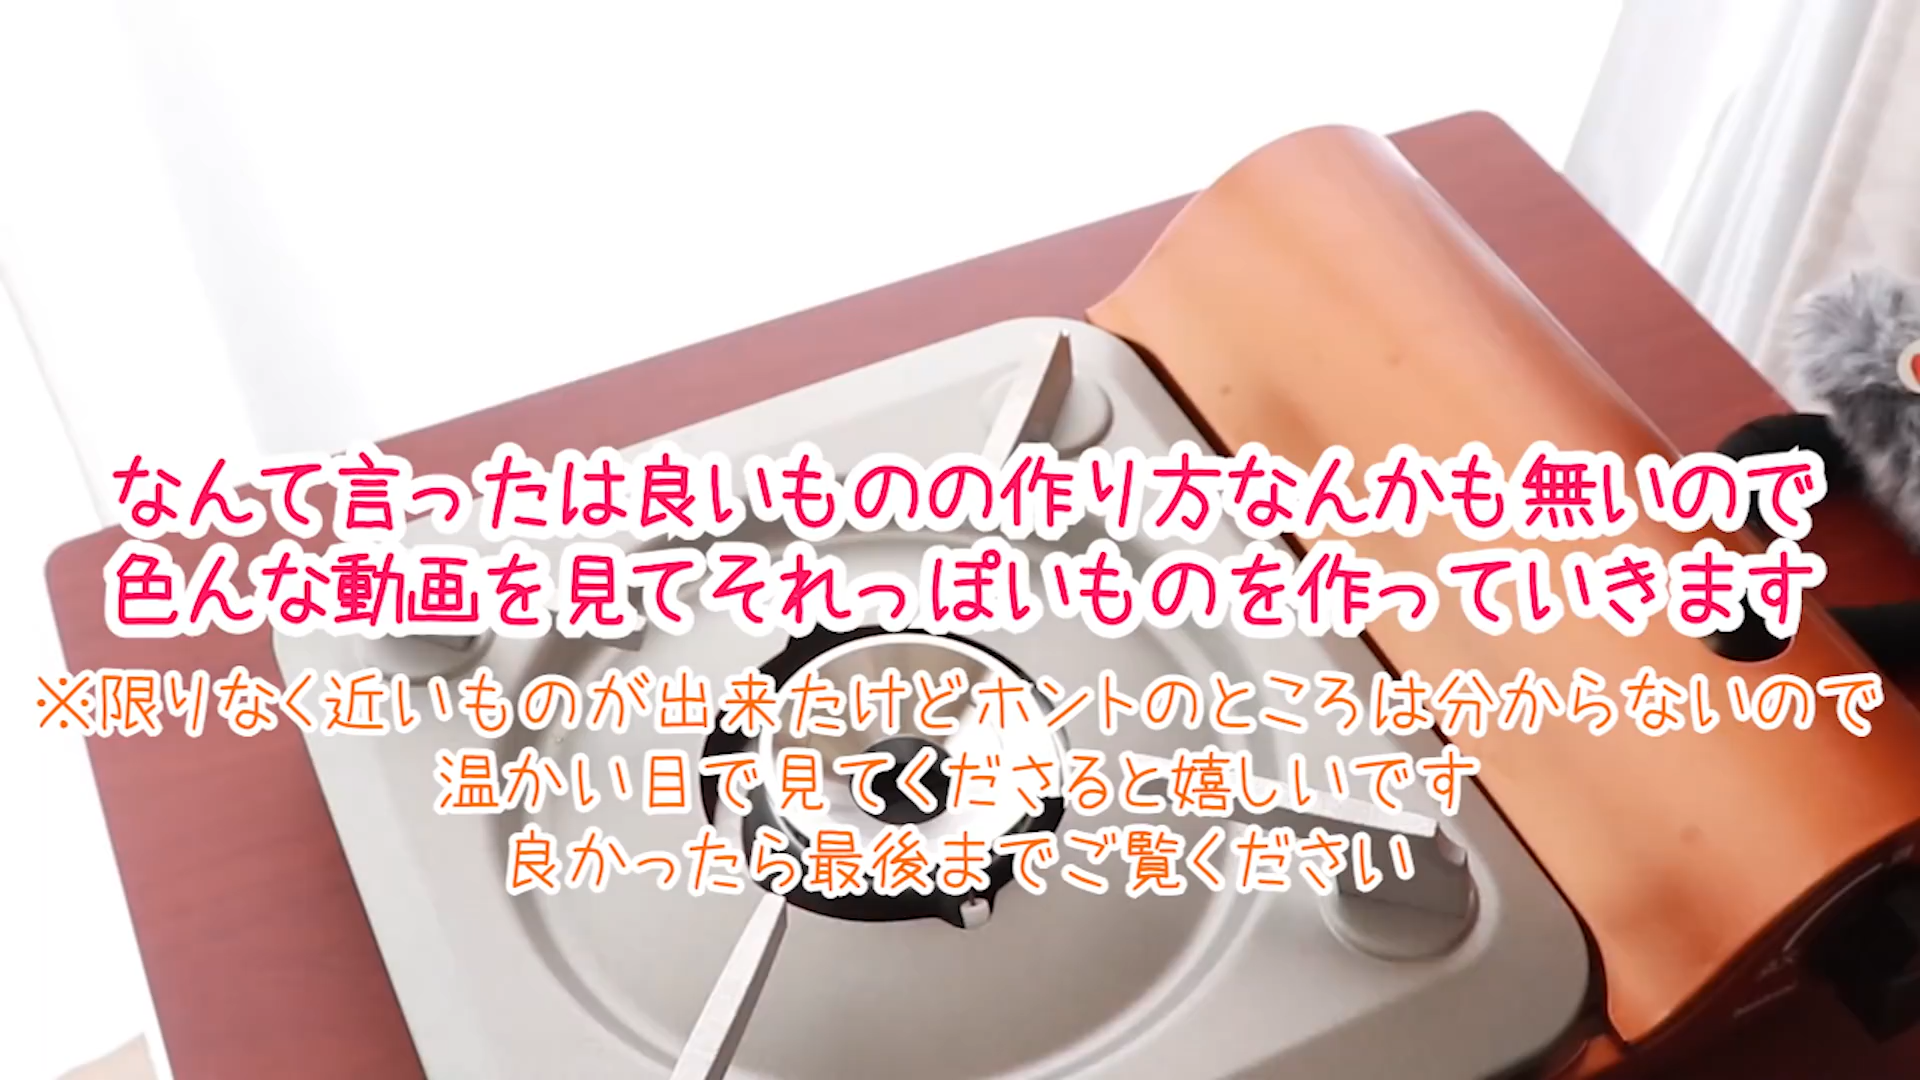 なんて言ったは良いものの作り方なんかも無いので
色んな動画を見てそれっぽいものを作っていきます
※限りなく近いものが出来たけどホントのところは分からないので
温かい目で見てくださると嬉しいです
良かったら最後までご覧ください